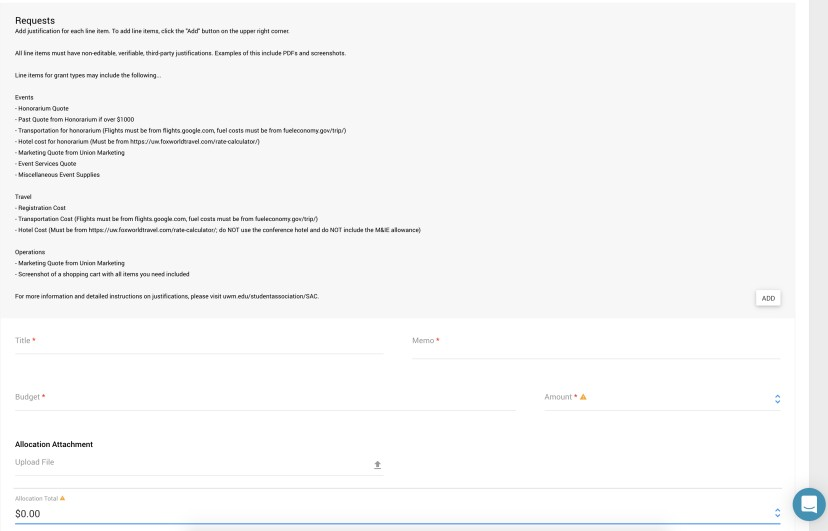 Requests
Add justification for each line item. To add line items, click the "Add" button on the upper right corner.
All line items must have non-editable, verifiable, third-party justifications. Examples of this include PDFs and screenshots.
Line items for grant types may include the following...
Events
- Honorarium Quote
- Past Quote from Honorarium if over $1000
- Transportation for honorarium (Flights must be from flights.google.com, fuel costs must be from fueleconomy.gov/trip/)
- Hotel cost for honorarium (Must be from https://uw.foxworldtravel.com/rate-calculator/)
- Marketing Quote from Union Marketing
- Event Services Quote
- Miscellaneous Event Supplies
Travel
- Registration Cost
- Transportation Cost (Flights must be from flights.google.com, fuel costs must be from fueleconomy.gov/trip/)
- Hotel Cost (Must be from https://uw.foxworldtravel.com/rate-calculator/; do NOT use the conference hotel and do NOT include the M&IE allowance)
Operations
- Marketing Quote from Union Marketing
- Screenshot of a shopping cart with all items you need included
For more information and detailed instructions on justifications, please visit uwm.edu/studentassociation/SAC.
ADD
Title *
Memo *
Budget *
Amount *
Allocation Attachment
Upload File
Allocation Total
$0.00